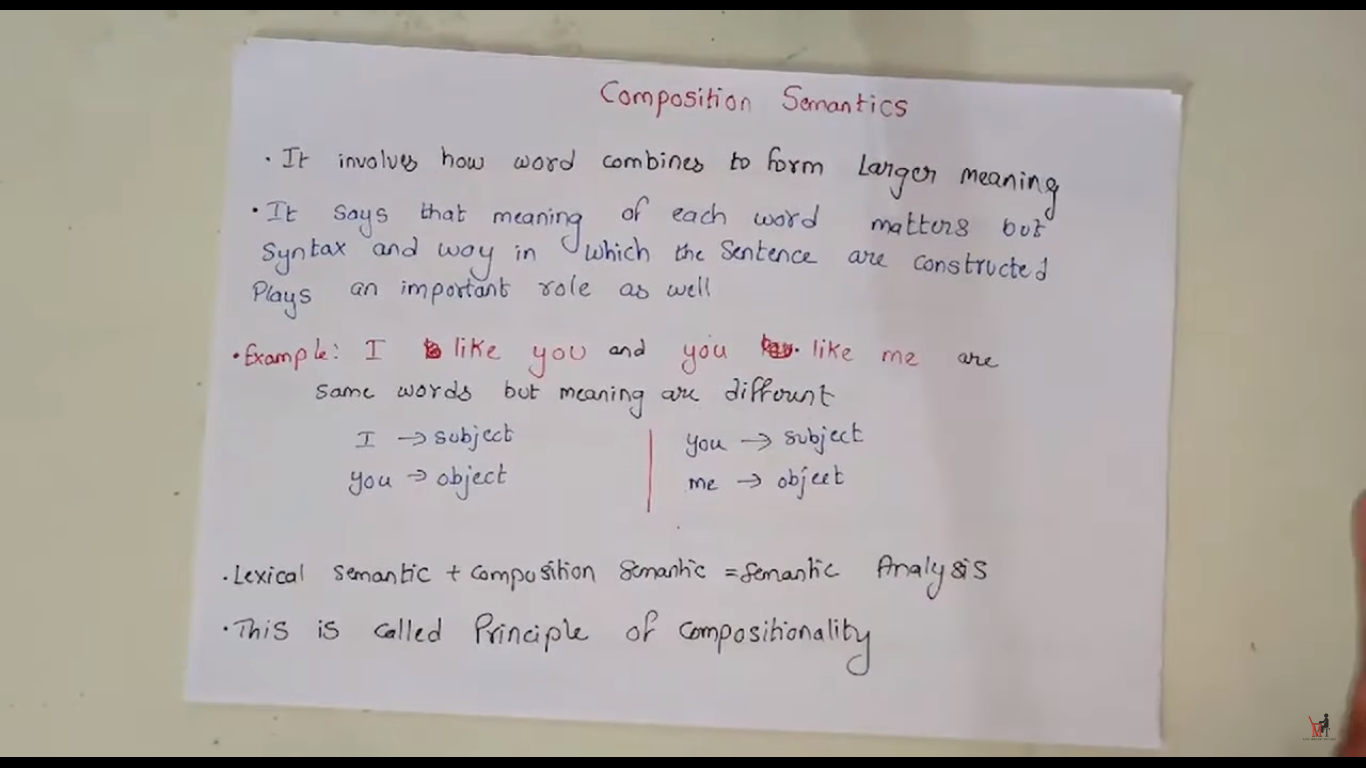 Composition Semantics
• It involves how word combines to form Larger meaning
• It says that meaning of each word matters but
Syntax and way in which the Sentence are constructed
Plays an important role as well
• Example: I like you and you like me are
same words but meaning are different
I → subject | you → subject
you → object | me → object
• Lexical semantic + composition semantic = semantic Analysis
• This is called Principle of compositionality